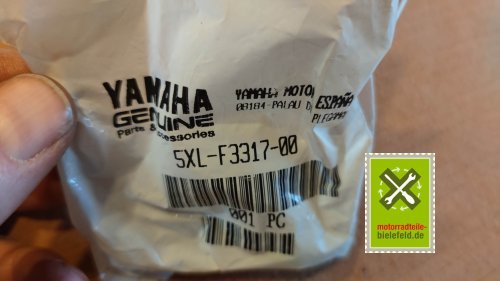 YAMAHA
GENUINE
Parts & Accessories
YAMAHA MOTOR
ESPAÑA
08184-PALAU
5XL-F3317-00
001 PC
motorradteile-
bielefeld.de